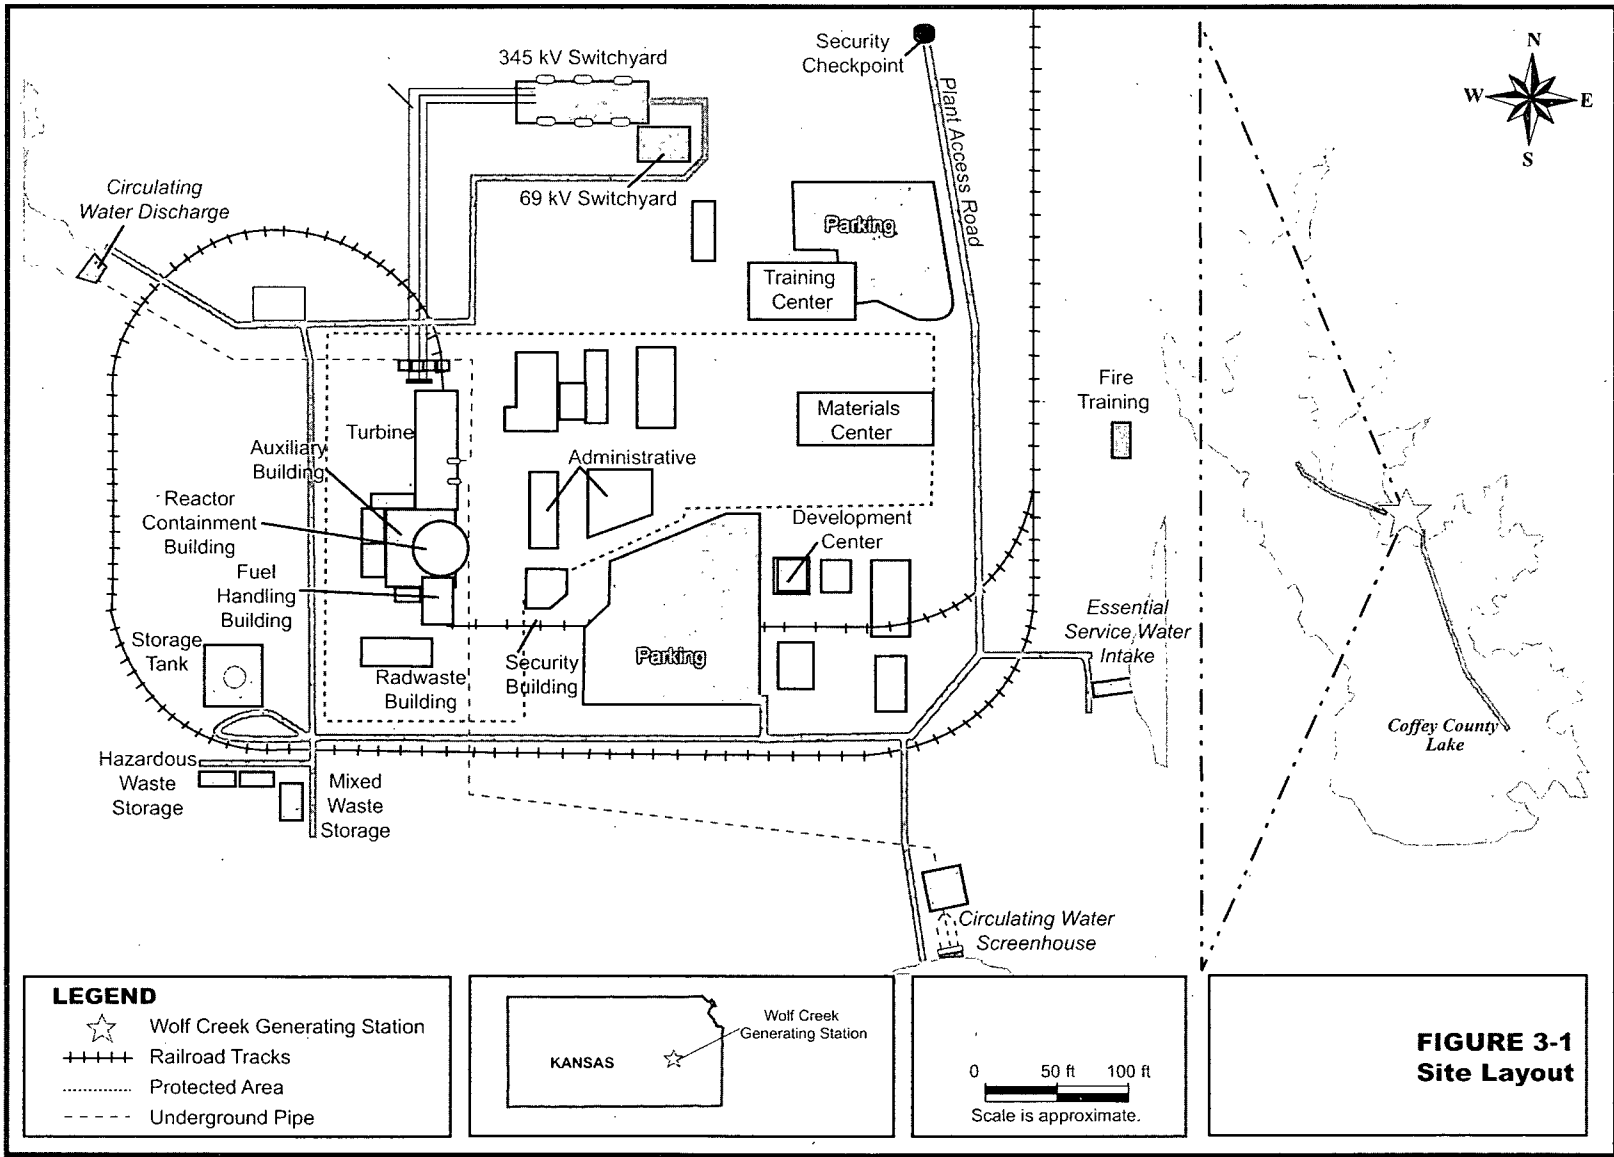 345 kV Switchyard
Security
Checkpoint
N
W
E
S
Plant Access Road
Circulating
Water Discharge
69 kV Switchyard
Parking
Training
Center
Fire
Training
Materials
Center
Turbine
Auxiliary
Building
Administrative
Reactor
Containment
Building
Development
Center
Fuel
Handling
Building
Essential
Service Water
Intake
Storage
Tank
Security
Building
Parking
Radwaste
Building
Coffey County
Lake
Hazardous
Waste
Storage
Mixed
Waste
Storage
Circulating Water
Screenhouse
LEGEND
Wolf Creek Generating Station
Railroad Tracks
Protected Area
Underground Pipe
KANSAS
Wolf Creek
Generating Station
0 50 ft 100 ft
Scale is approximate.
FIGURE 3-1
Site Layout